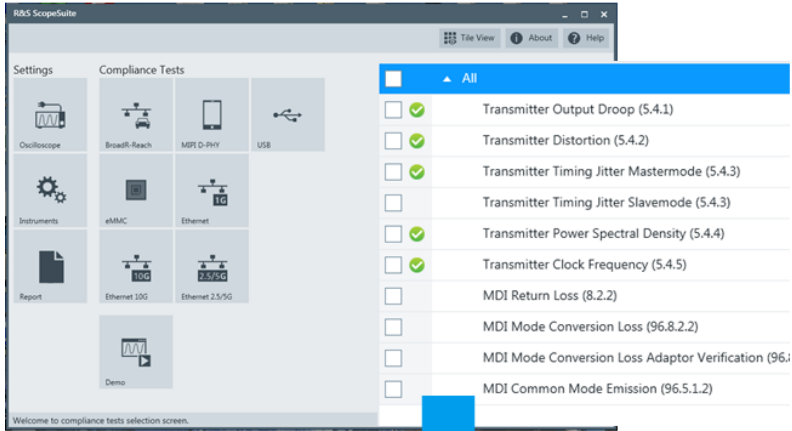 R&S ScopeSuite
Tile View About Help
Settings Compliance Tests
Oscilloscope BroadR-Reach MIPI D-PHY USB
Instruments eMMC Ethernet
1G
Report Ethernet 10G Ethernet 2.5/5G
10G 2.5/5G
Demo
Welcome to compliance tests selection screen.
All
Transmitter Output Droop (5.4.1)
Transmitter Distortion (5.4.2)
Transmitter Timing Jitter Mastermode (5.4.3)
Transmitter Timing Jitter Slavemode (5.4.3)
Transmitter Power Spectral Density (5.4.4)
Transmitter Clock Frequency (5.4.5)
MDI Return Loss (8.2.2)
MDI Mode Conversion Loss (96.8.2.2)
MDI Mode Conversion Loss Adaptor Verification (96.8
MDI Common Mode Emission (96.5.1.2)